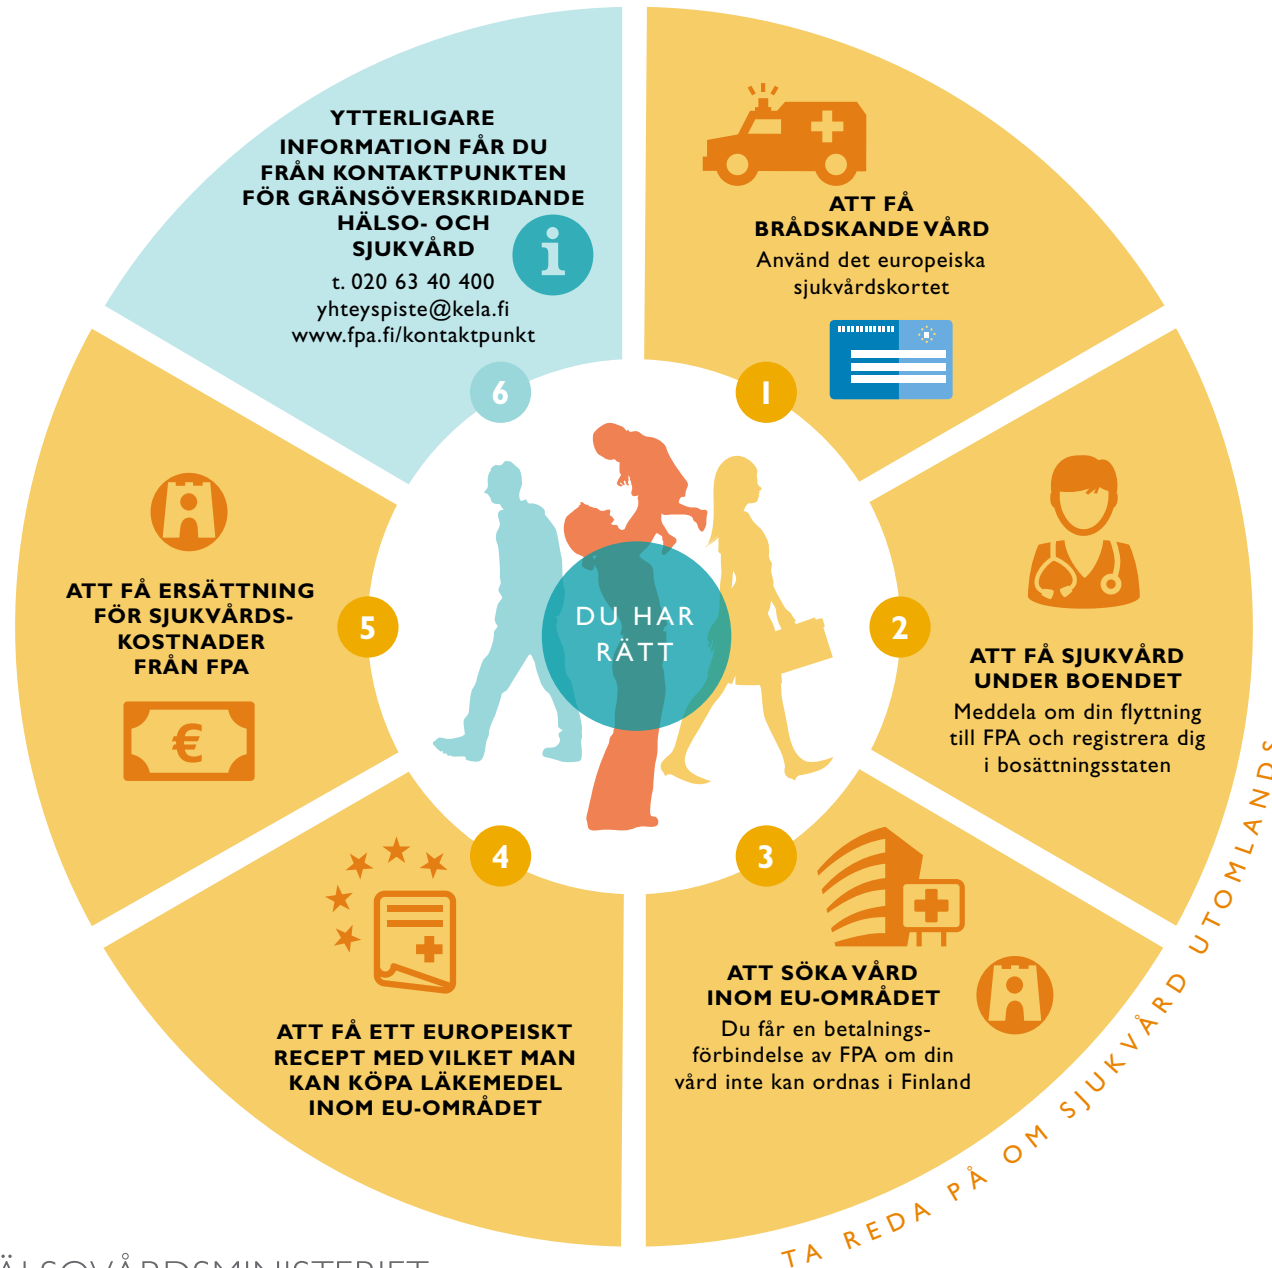 DU HAR
RÄTT
1
ATT FÅ
BRÅDSKANDE VÅRD
Använd det europeiska
sjukvårdskortet
2
ATT FÅ SJUKVÅRD
UNDER BOENDET
Meddela om din flyttning
till FPA och registrera dig
i bosättningsstaten
3
ATT SÖKA VÅRD
INOM EU-OMRÅDET
Du får en betalnings-
förbindelse av FPA om din
vård inte kan ordnas i Finland
4
ATT FÅ ETT EUROPEISKT
RECEPT MED VILKET MAN
KAN KÖPA LÄKEMEDEL
INOM EU-OMRÅDET
5
ATT FÅ ERSÄTTNING
FÖR SJUKVÅRDS-
KOSTNADER
FRÅN FPA
€
6
YTTERLIGARE
INFORMATION FÅR DU
FRÅN KONTAKTPUNKTEN
FÖR GRÄNSÖVERSKRIDANDE
HÄLSO- OCH
SJUKVÅRD
i
t. 020 63 40 400
yhteyspiste@kela.fi
www.fpa.fi/kontaktpunkt
TA REDA PÅ OM SJUKVÅRD UTOMLANDS